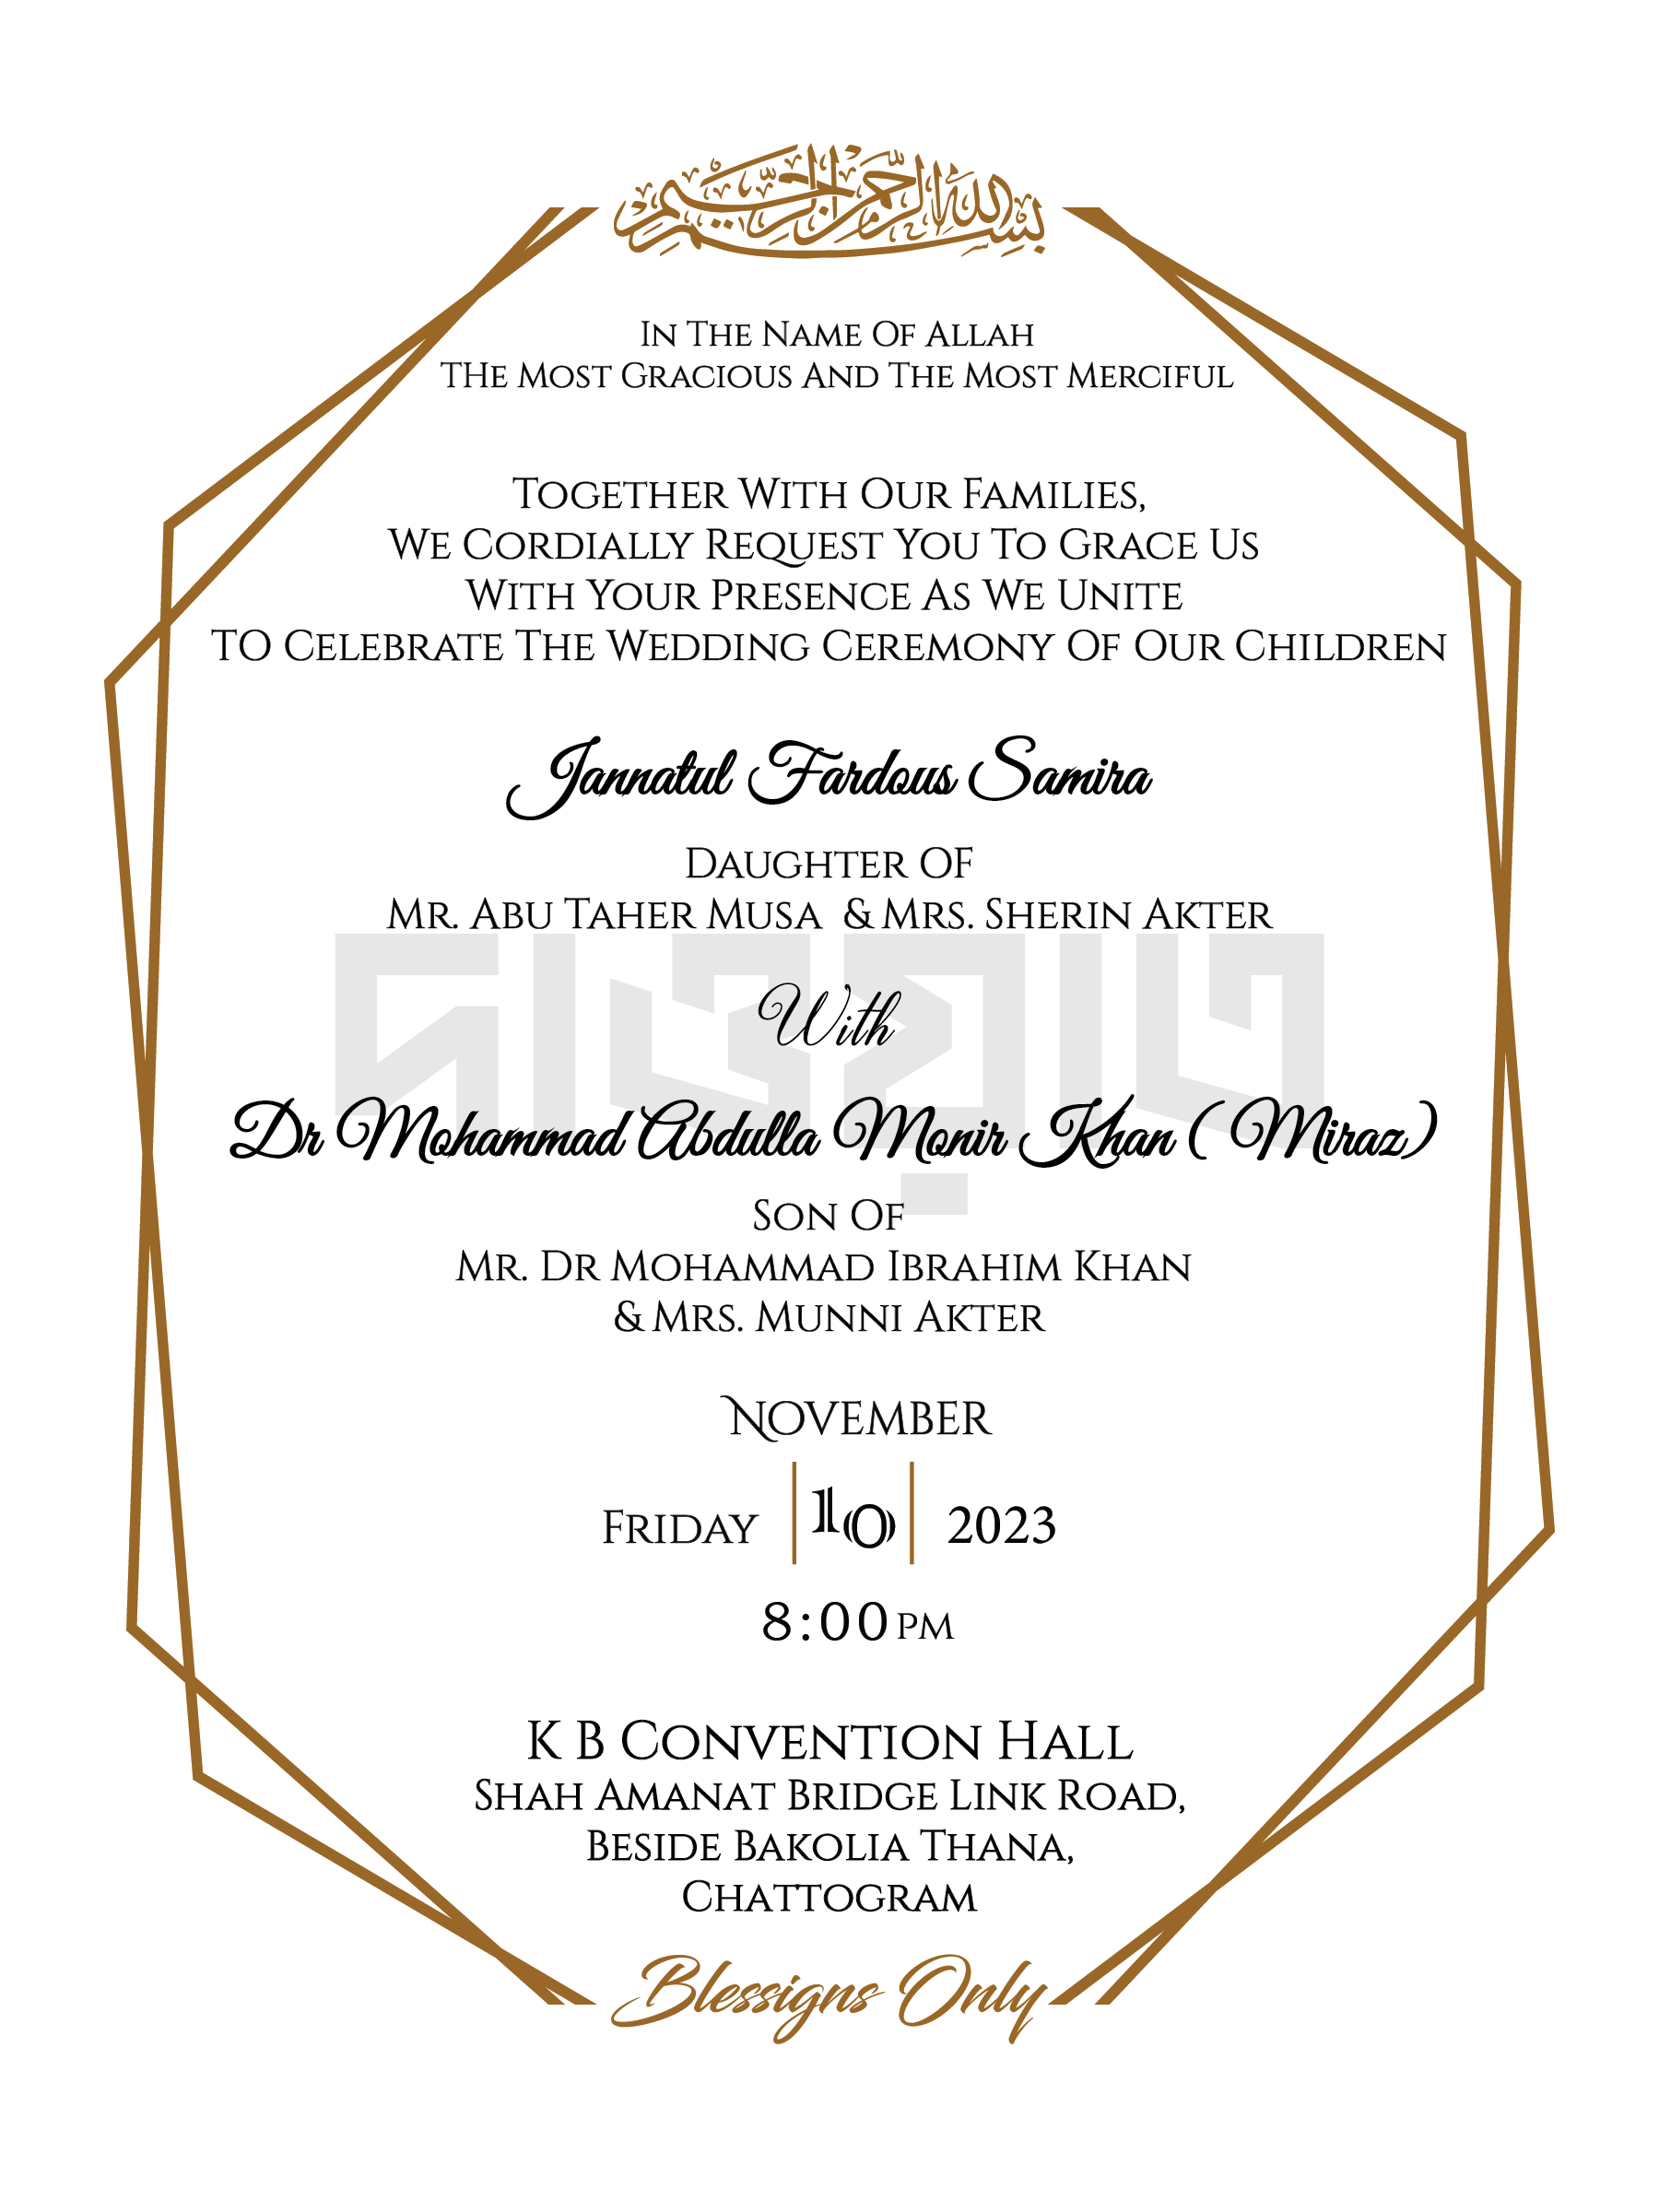 بسم الله الرحمن الرحيم
In The Name Of Allah
THe Most Gracious And The Most Merciful
Together With Our Families,
We Cordially Request You To Grace Us
With Your Presence As We Unite
TO Celebrate The Wedding Ceremony Of Our Children
Jannatul Fardous Samira
Daughter OF
Mr. Abu Taher Musa & Mrs. Sherin Akter
দাওয়াত
With
Dr Mohammad Abdulla Monir Khan (Miraz)
Son Of
Mr. Dr Mohammad Ibrahim Khan
& Mrs. Munni Akter
November
Friday 10 2023
8:00 PM
K B Convention Hall
Shah Amanat Bridge Link Road,
Beside Bakolia Thana,
Chattogram
Blessigns Only